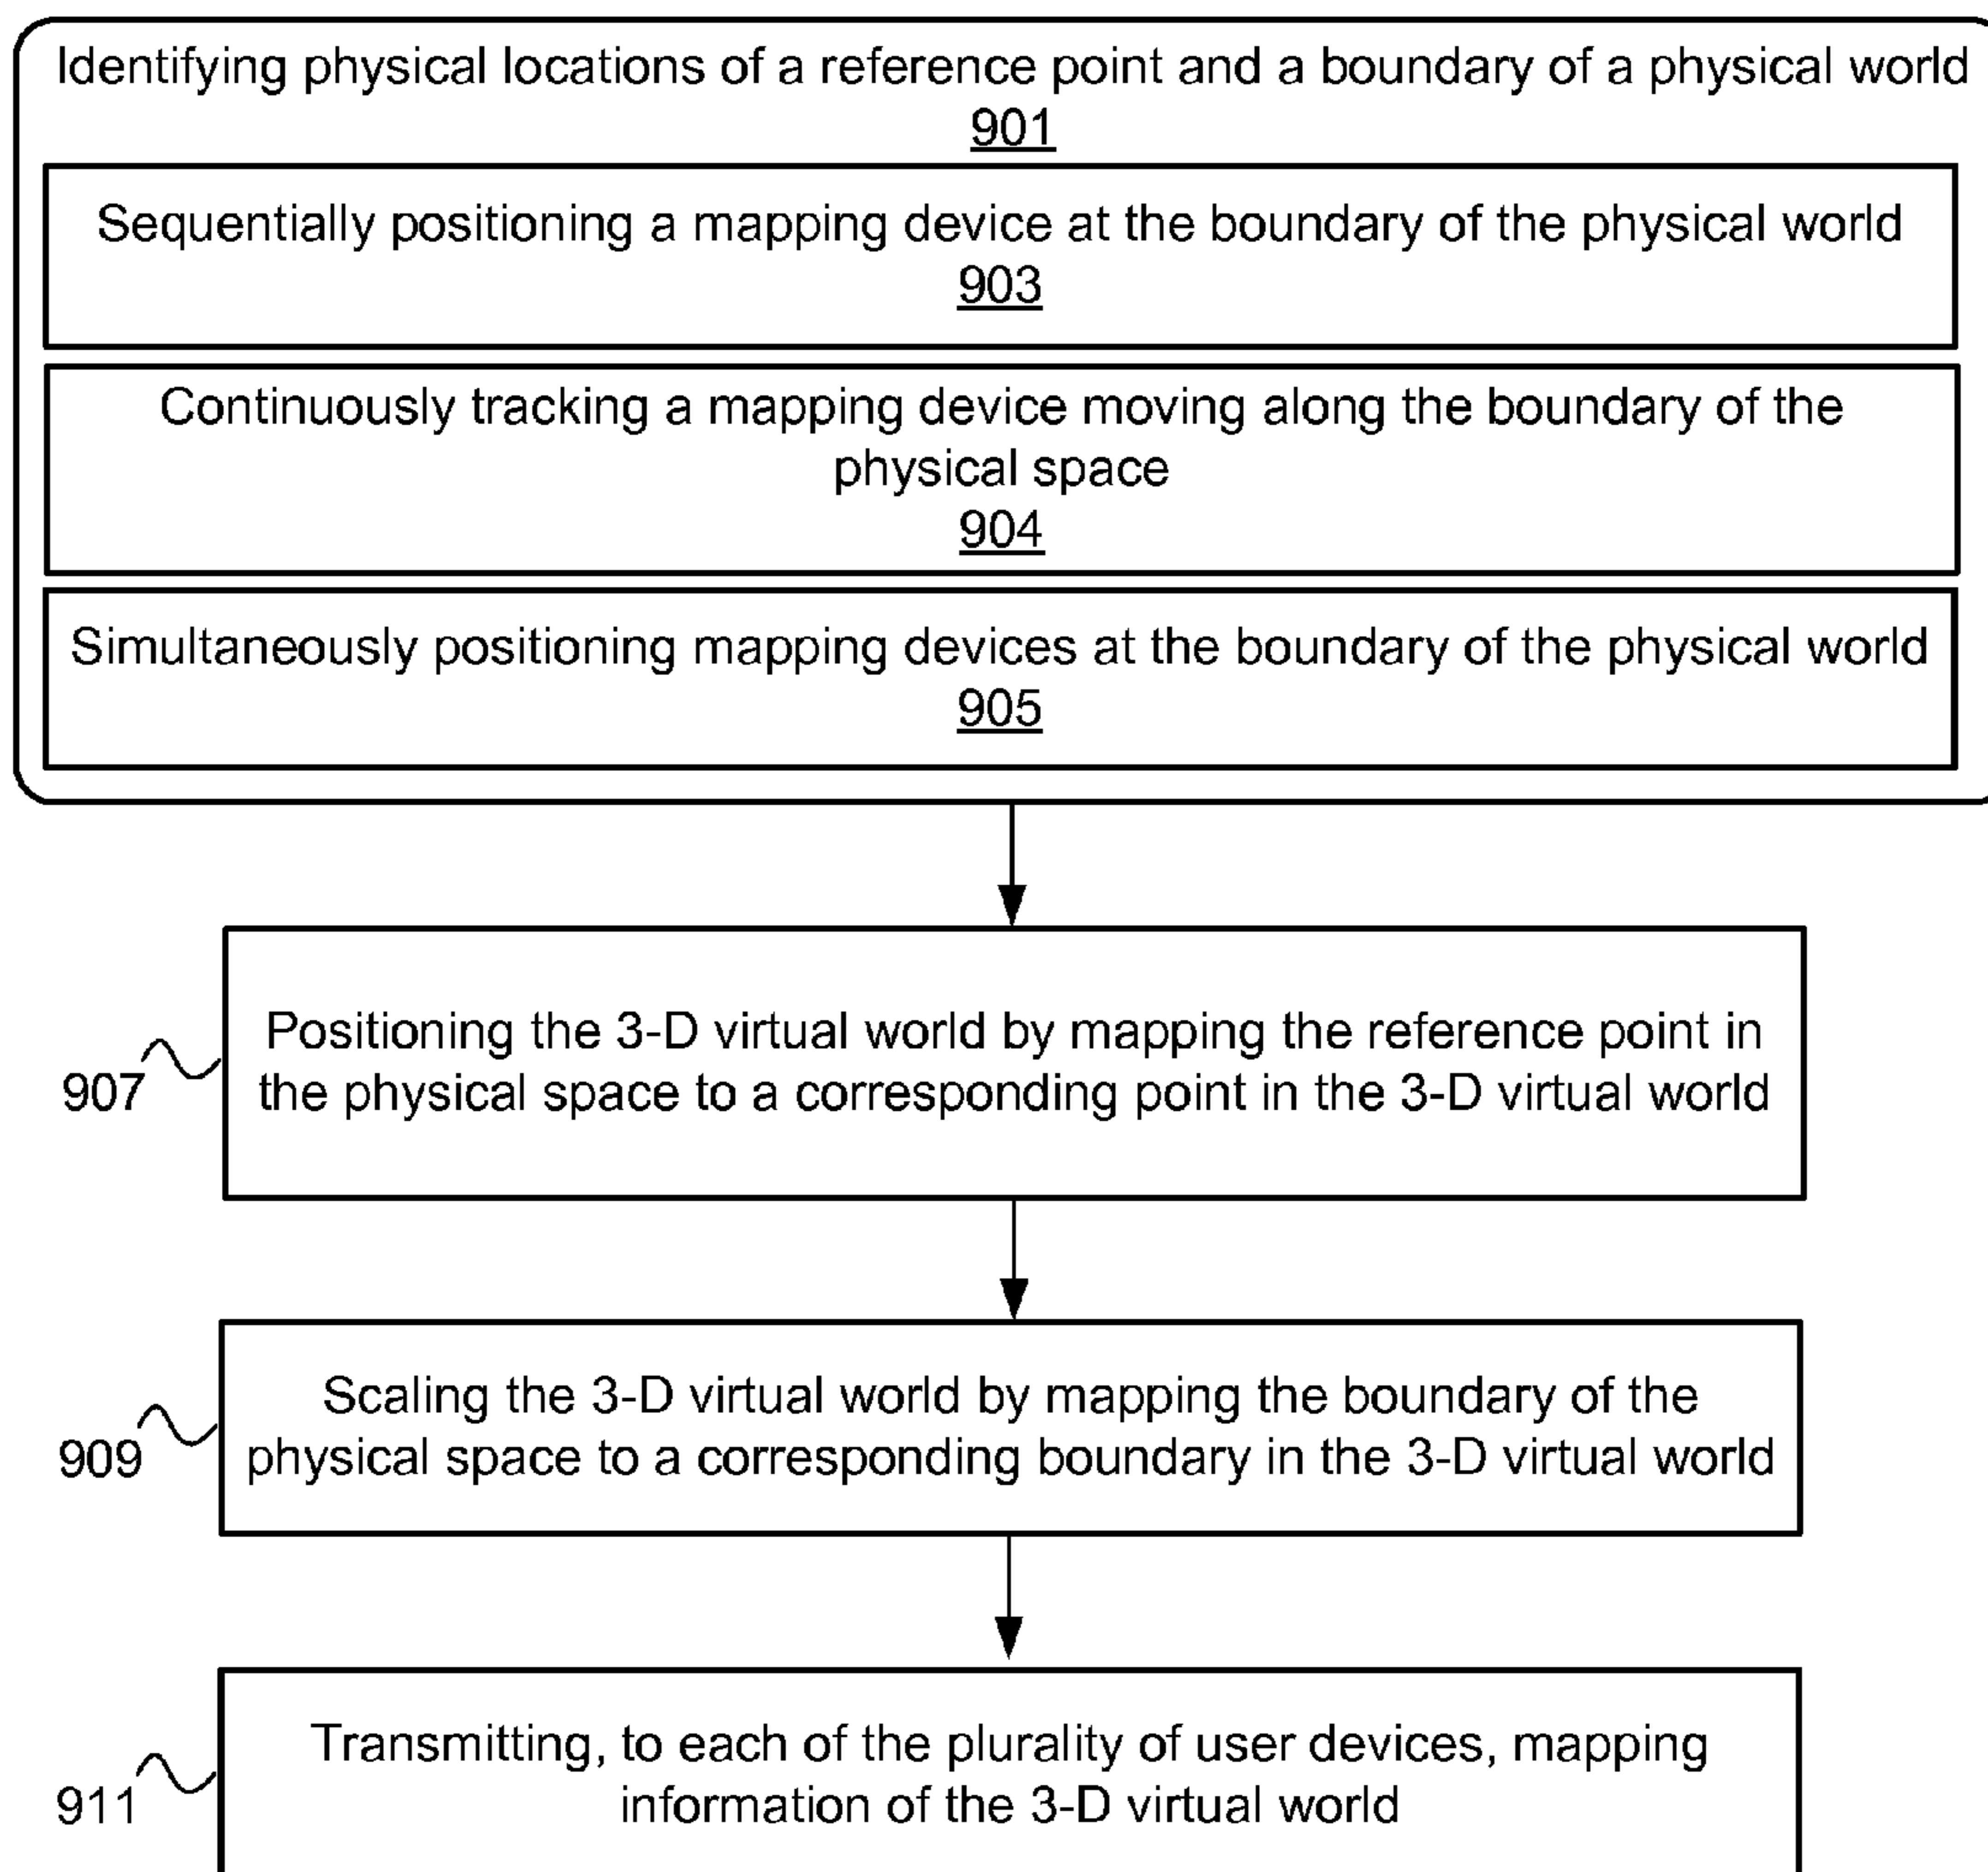 Identifying physical locations of a reference point and a boundary of a physical world
901
Sequentially positioning a mapping device at the boundary of the physical world
903
Continuously tracking a mapping device moving along the boundary of the
physical space
904
Simultaneously positioning mapping devices at the boundary of the physical world
905
Positioning the 3-D virtual world by mapping the reference point in
the physical space to a corresponding point in the 3-D virtual world
907
Scaling the 3-D virtual world by mapping the boundary of the
physical space to a corresponding boundary in the 3-D virtual world
909
Transmitting, to each of the plurality of user devices, mapping
information of the 3-D virtual world
911